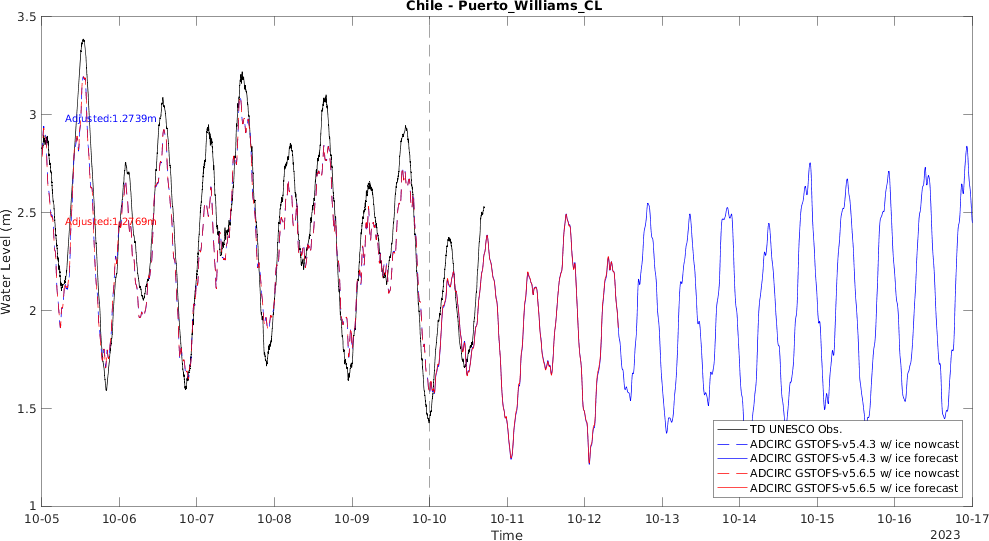 Chile - Puerto_Williams_CL
3.5
3
2.5
2
1.5
1
Water Level (m)
Adjusted:1.2739m
Adjusted:1.2769m
TD UNESCO Obs.
ADCIRC GSTOFS-v5.4.3 w/ ice nowcast
ADCIRC GSTOFS-v5.4.3 w/ ice forecast
ADCIRC GSTOFS-v5.6.5 w/ ice nowcast
ADCIRC GSTOFS-v5.6.5 w/ ice forecast
10-05 10-06 10-07 10-08 10-09 10-10 10-11 10-12 10-13 10-14 10-15 10-16 10-17
Time
2023